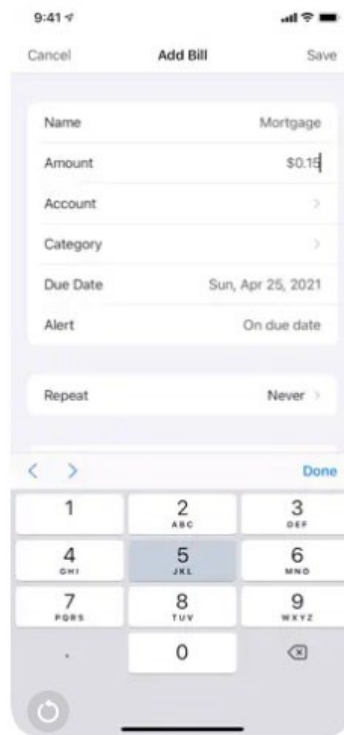 9:41
Cancel Add Bill Save
Name Mortgage
Amount $0.15
Account
Category
Due Date Sun, Apr 25, 2021
Alert On due date
Repeat Never
Done
1 2 3
ABC DEF
4 5 6
GHI JKL MNO
7 8 9
PQRS TUV WXYZ
. 0